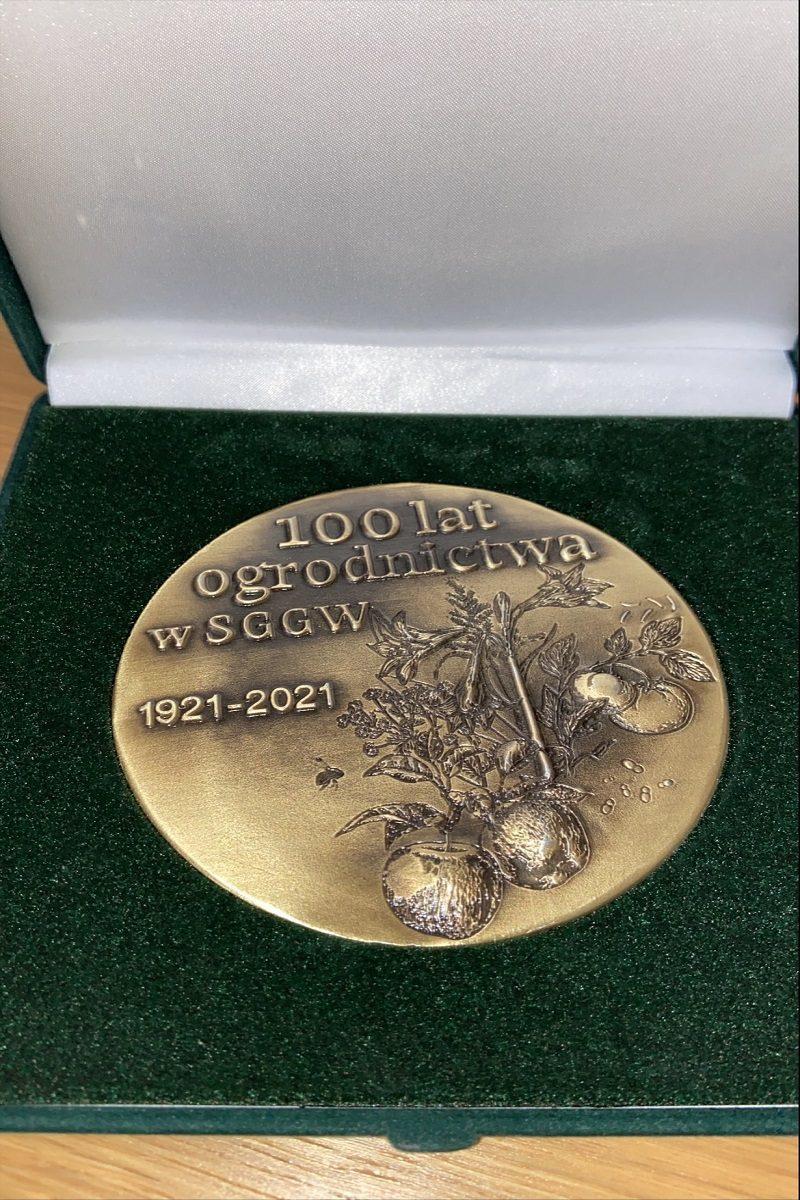 100 lat
ogrodnictwa
w SGGW
1921-2021